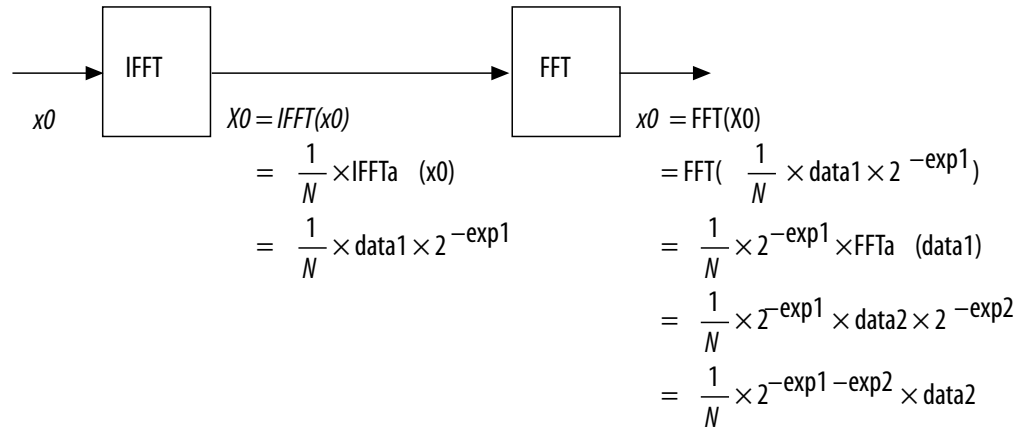 IFFT
FFT
x0
X0 = IFFT(x0)
= 1/N × IFFTa (x0)
= 1/N × data1 × 2^−exp1
x0 = FFT(X0)
= FFT( 1/N × data1 × 2^−exp1)
= 1/N × 2^−exp1 × FFTa (data1)
= 1/N × 2^−exp1 × data2 × 2^−exp2
= 1/N × 2^−exp1 −exp2 × data2